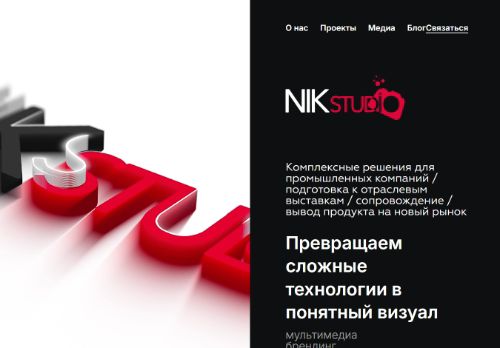 О нас Проекты Медиа Блог Связаться
NIK STUDIO
Комплексные решения для
промышленных компаний /
подготовка к отраслевым
выставкам / сопровождение /
вывод продукта на новый рынок
Превращаем
сложные
технологии в
понятный визуал
мультимедиа
брендинг
K STUD